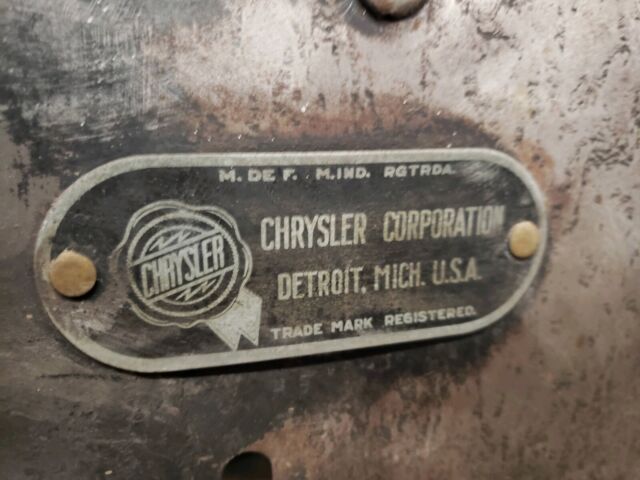 M. DE F. M.IND. RGTRDA.
CHRYSLER
CHRYSLER CORPORATION
DETROIT, MICH. U.S.A.
TRADE MARK REGISTERED.